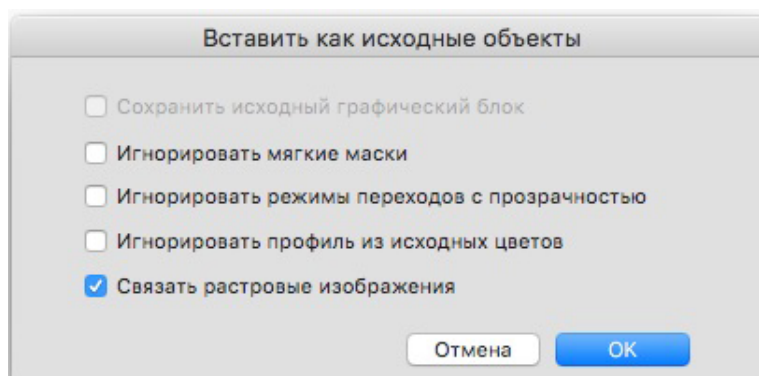 Вставить как исходные объекты
Сохранить исходный графический блок
Игнорировать мягкие маски
Игнорировать режимы переходов с прозрачностью
Игнорировать профиль из исходных цветов
Связать растровые изображения
Отмена
OK